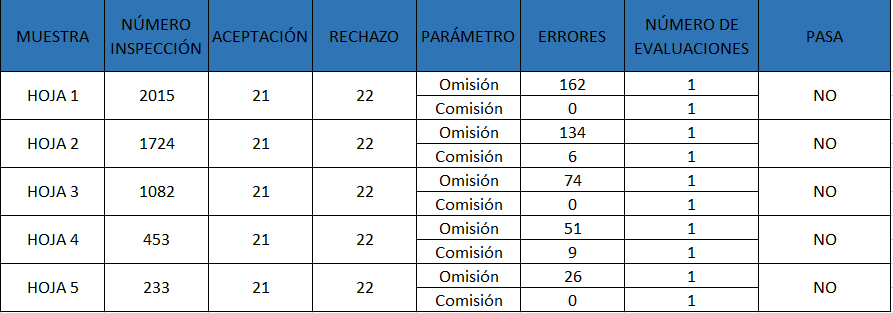 MUESTRA NÚMERO INSPECCIÓN ACEPTACIÓN RECHAZO PARÁMETRO ERRORES NÚMERO DE EVALUACIONES PASA
HOJA 1 2015 21 22 Omisión 162 1 NO
Comisión 0 1
HOJA 2 1724 21 22 Omisión 134 1 NO
Comisión 6 1
HOJA 3 1082 21 22 Omisión 74 1 NO
Comisión 0 1
HOJA 4 453 21 22 Omisión 51 1 NO
Comisión 9 1
HOJA 5 233 21 22 Omisión 26 1 NO
Comisión 0 1